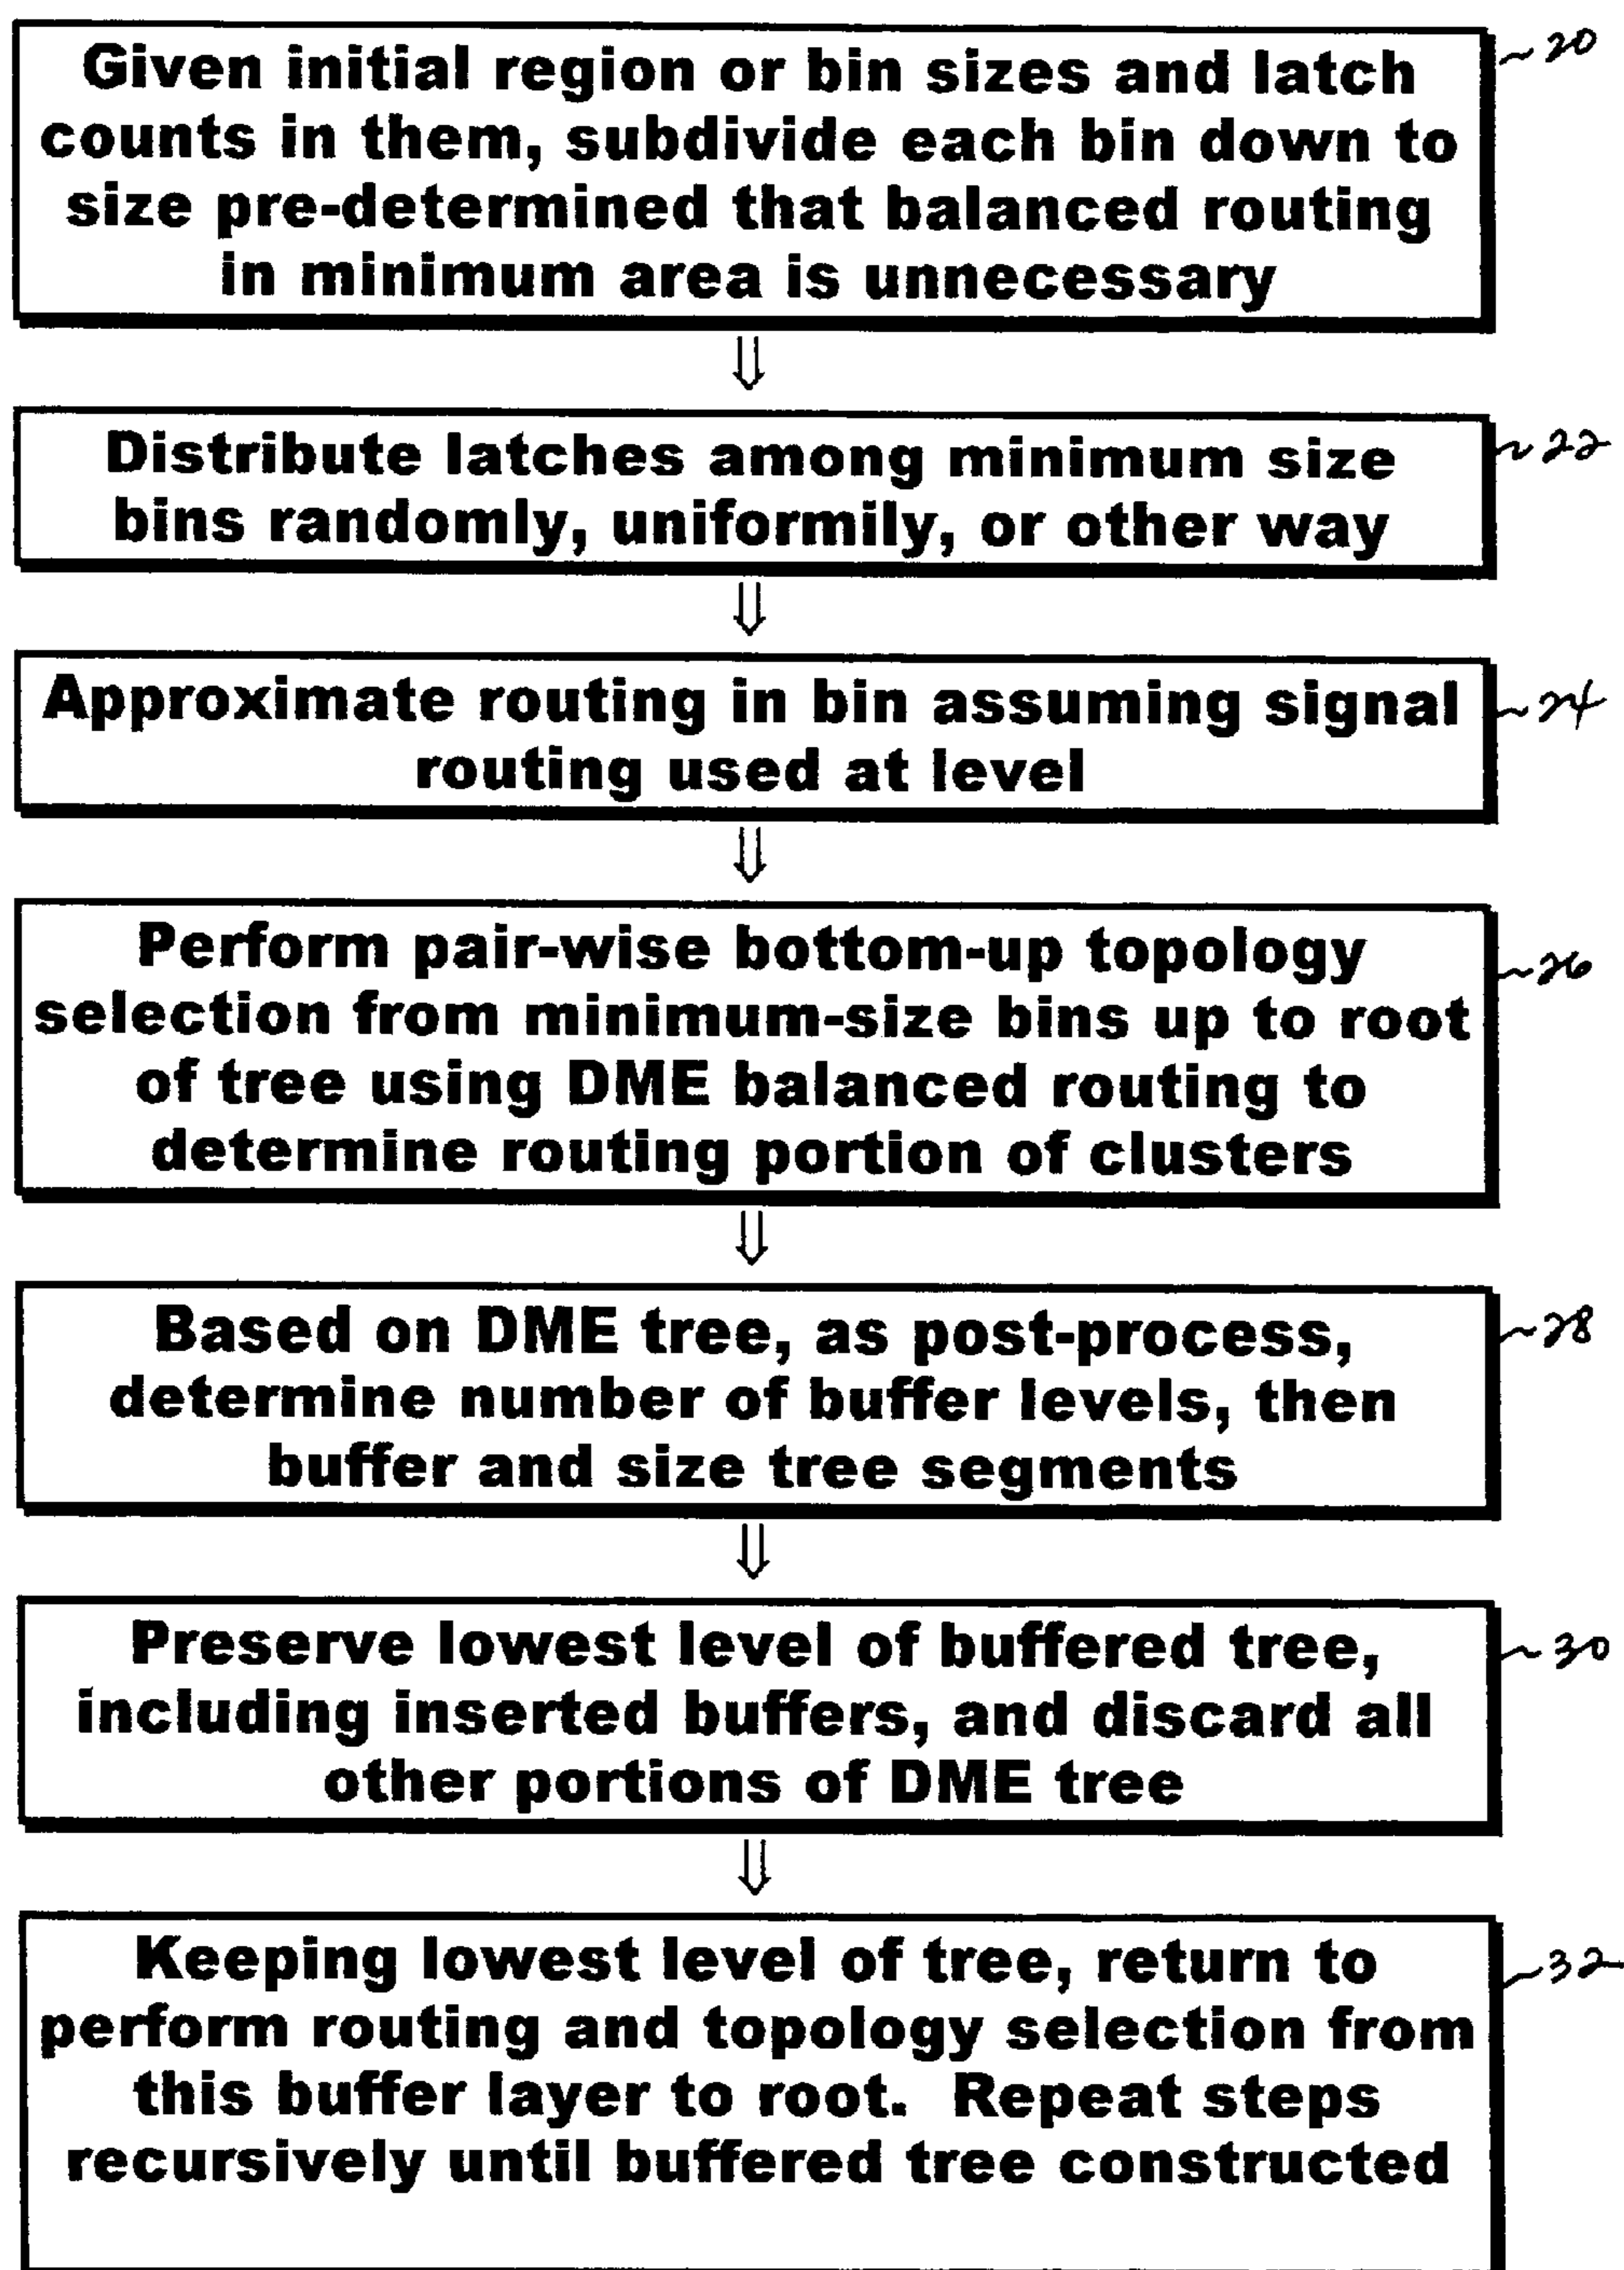 Given initial region or bin sizes and latch
20
counts in them, subdivide each bin down to
size pre-determined that balanced routing
in minimum area is unnecessary
Distribute latches among minimum size
22
bins randomly, uniformily, or other way
Approximate routing in bin assuming signal
24
routing used at level
Perform pair-wise bottom-up topology
26
selection from minimum-size bins up to root
of tree using DME balanced routing to
determine routing portion of clusters
Based on DME tree, as post-process,
28
determine number of buffer levels, then
buffer and size tree segments
Preserve lowest level of buffered tree,
30
including inserted buffers, and discard all
other portions of DME tree
Keeping lowest level of tree, return to
32
perform routing and topology selection from
this buffer layer to root. Repeat steps
recursively until buffered tree constructed